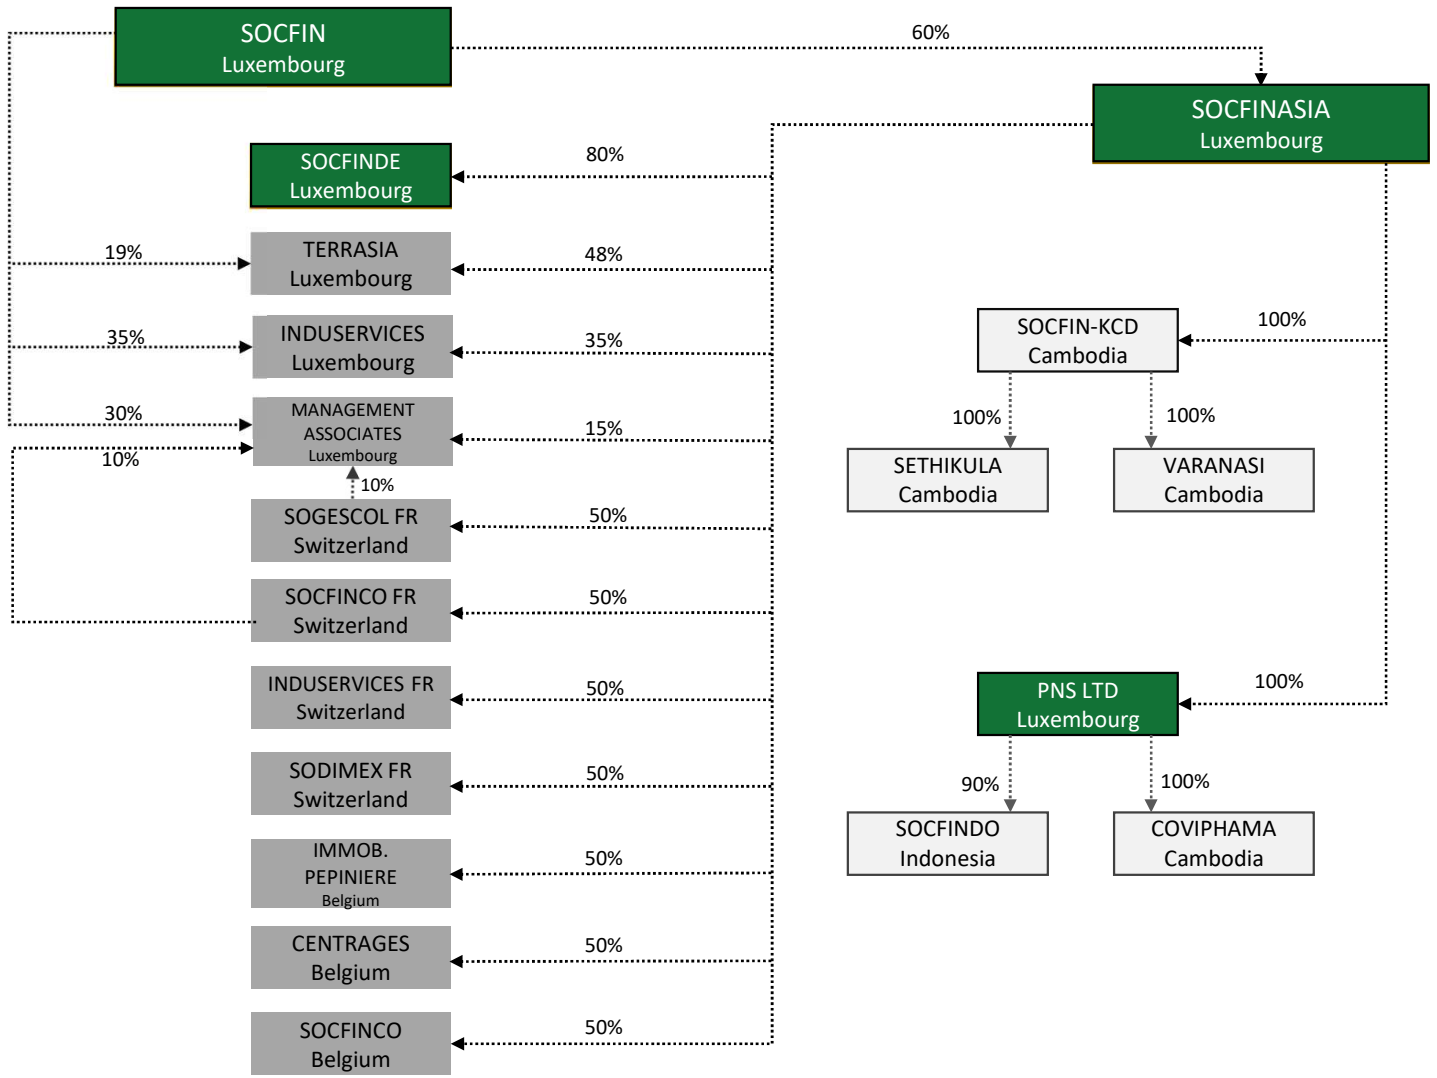 SOCFIN
Luxembourg
60%
SOCFINASIA
Luxembourg
SOCFINDE
Luxembourg
80%
19%
TERRASIA
Luxembourg
48%
35%
INDUSERVICES
Luxembourg
35%
30%
10%
MANAGEMENT
ASSOCIATES
Luxembourg
15%
10%
SOGESCOL FR
Switzerland
50%
SOCFINCO FR
Switzerland
50%
INDUSERVICES FR
Switzerland
50%
SODIMEX FR
Switzerland
50%
IMMOB.
PEPINIERE
Belgium
50%
CENTRAGES
Belgium
50%
SOCFINCO
Belgium
50%
SOCFIN-KCD
Cambodia
100%
100%
100%
SETHIKULA
Cambodia
VARANASI
Cambodia
PNS LTD
Luxembourg
100%
90%
100%
SOCFINDO
Indonesia
COVIPHAMA
Cambodia